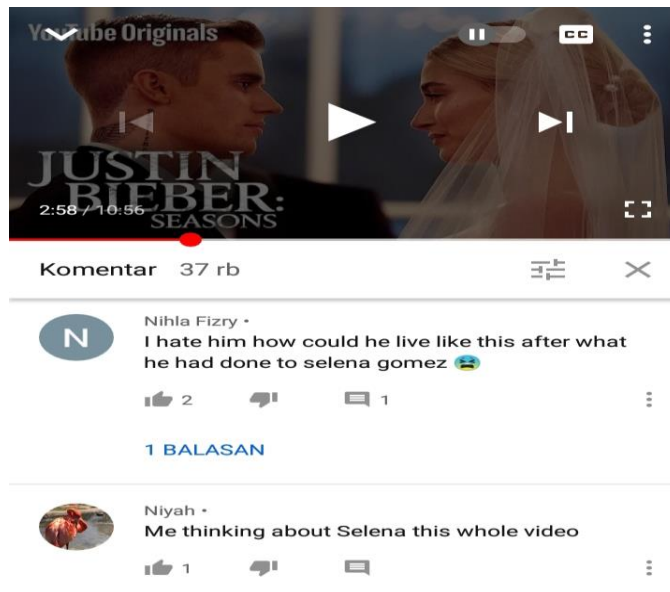 YouTube Originals
CC
JUSTIN
BIEBER:
SEASONS
2:58 / 10:56
Komentar 37 rb
N
Nihla Fizry •
I hate him how could he live like this after what
he had done to selena gomez 😫
2 1
1 BALASAN
Niyah •
Me thinking about Selena this whole video
1